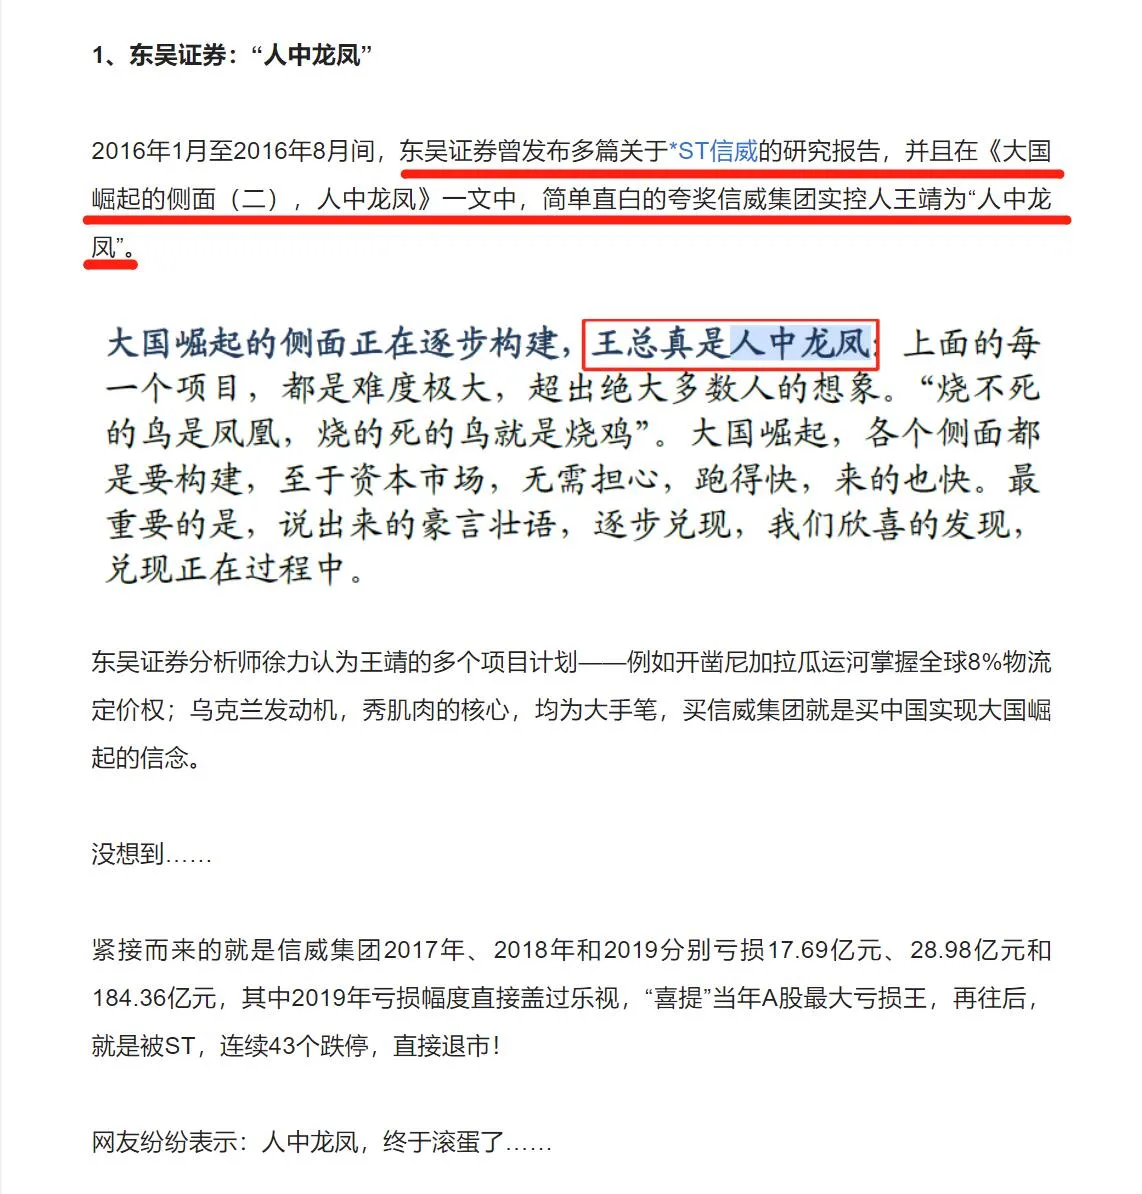 1、东吴证券：“人中龙凤”
2016年1月至2016年8月间，东吴证券曾发布多篇关于*ST信威的研究报告，并且在《大国
崛起的侧面（二），人中龙凤》一文中，简单直白的夸奖信威集团实控人王靖为“人中龙
凤”。
大国崛起的侧面正在逐步构建，王总真是人中龙凤：上面的每
一个项目，都是难度极大，超出绝大多数人的想象。“烧不死
的鸟是凤凰，烧的死的鸟就是烧鸡”。大国崛起，各个侧面都
是要构建，至于资本市场，无需担心，跑得快，来的也快。最
重要的是，说出来的豪言壮语，逐步兑现，我们欣喜的发现，
兑现正在过程中。
东吴证券分析师徐力认为王靖的多个项目计划——例如开凿尼加拉瓜运河掌握全球8%物流
定价权；乌克兰发动机，秀肌肉的核心，均为大手笔，买信威集团就是买中国实现大国崛
起的信念。
没想到……
紧接而来的就是信威集团2017年、2018年和2019分别亏损17.69亿元、28.98亿元和
184.36亿元，其中2019年亏损幅度直接盖过乐视，“喜提”当年A股最大亏损王，再往后，
就是被ST，连续43个跌停，直接退市！
网友纷纷表示：人中龙凤，终于滚蛋了……